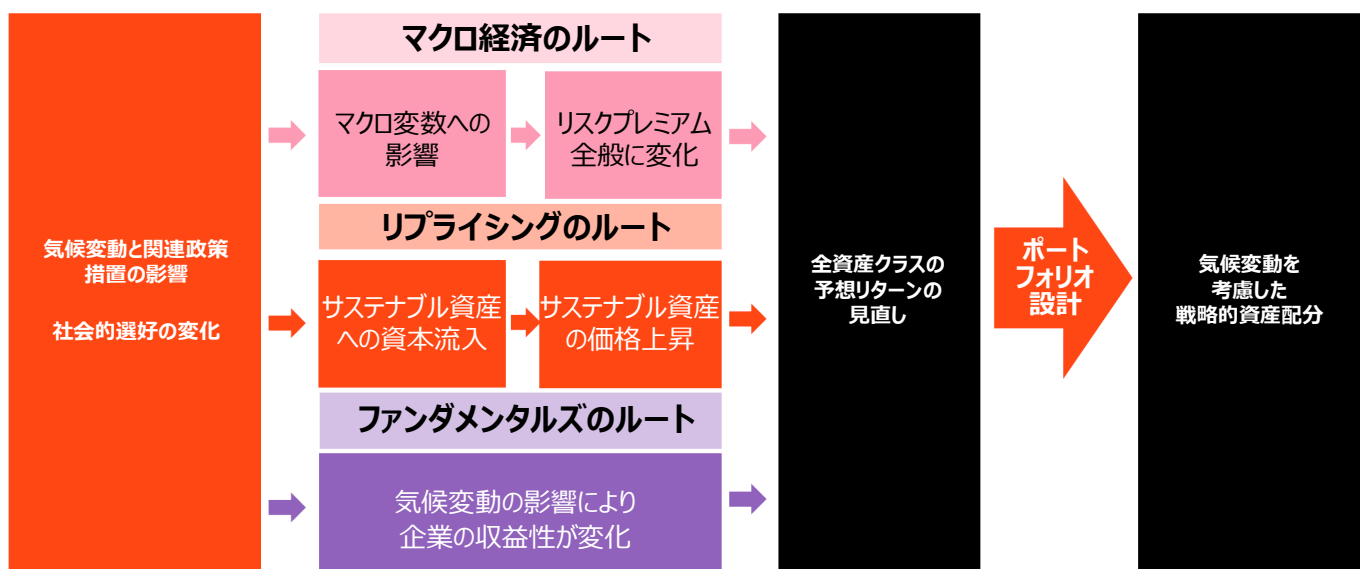 気候変動と関連政策
措置の影響
社会的選好の変化
マクロ経済のルート
マクロ変数への
影響
リスクプレミアム
全般に変化
リプライシングのルート
サステナブル資産
への資本流入
サステナブル資産
の価格上昇
ファンダメンタルズのルート
気候変動の影響により
企業の収益性が変化
全資産クラスの
予想リターンの
見直し
ポート
フォリオ
設計
気候変動を
考慮した
戦略的資産配分